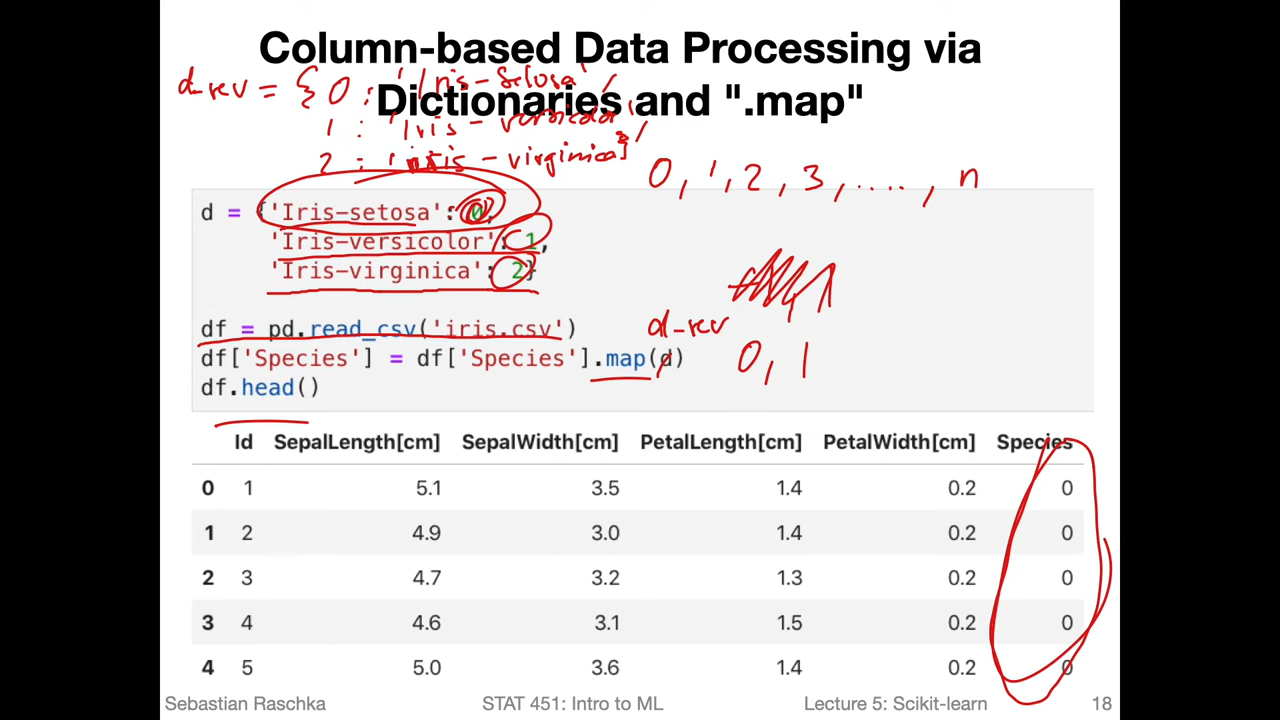 Column-based Data Processing via
d_rev = { 0 : 'Iris-setosa',
Dictionaries and ".map"
1 : 'Iris-versicolor',
2 : 'Iris-virginica'}
0, 1, 2, 3, ...., n
d = {'Iris-setosa': 0,
'Iris-versicolor': 1,
'Iris-virginica': 2}
df = pd.read_csv('iris.csv')
d_rev
df['Species'] = df['Species'].map(d)
0, 1
df.head()
Id SepalLength[cm] SepalWidth[cm] PetalLength[cm] PetalWidth[cm] Species
0 1 5.1 3.5 1.4 0.2 0
1 2 4.9 3.0 1.4 0.2 0
2 3 4.7 3.2 1.3 0.2 0
3 4 4.6 3.1 1.5 0.2 0
4 5 5.0 3.6 1.4 0.2 0
Sebastian Raschka STAT 451: Intro to ML Lecture 5: Scikit-learn 18